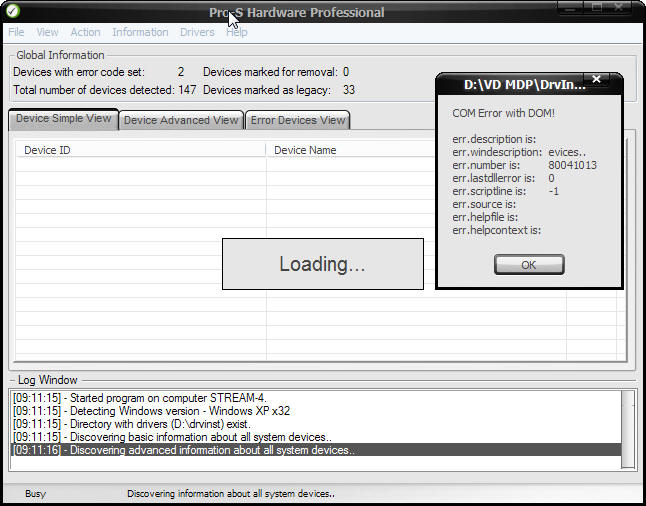 Pro-S Hardware Professional
File View Action Information Drivers Help
Global Information
Devices with error code set: 2 Devices marked for removal: 0
Total number of devices detected: 147 Devices marked as legacy: 33
Device Simple View Device Advanced View Error Devices View
Device ID Device Name
Loading...
D:\VD MDP\DrvIn...
COM Error with DOM!
err.description is:
err.windescription: evices..
err.number is: 80041013
err.lastdllerror is: 0
err.scriptline is: -1
err.source is:
err.helpfile is:
err.helpcontext is:
OK
Log Window
[09:11:15] - Started program on computer STREAM-4.
[09:11:15] - Detecting Windows version - Windows XP x32
[09:11:15] - Directory with drivers (D:\drvinst) exist.
[09:11:15] - Discovering basic information about all system devices..
[09:11:16] - Discovering advanced information about all system devices..
Busy Discovering information about all system devices..